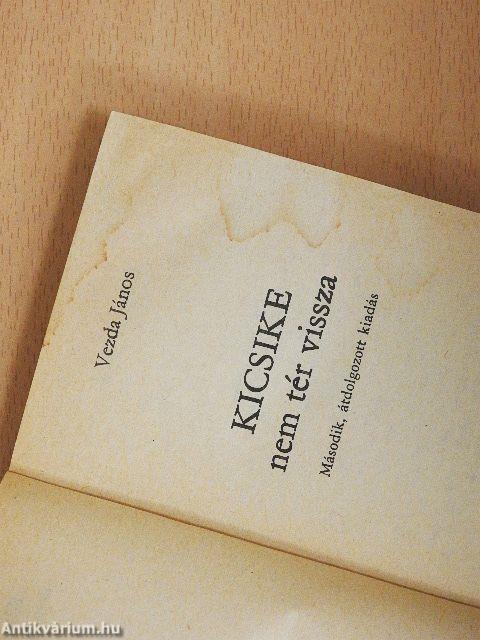 Vezda János
KICSIKE
nem tér vissza
Második, átdolgozott kiadás
Antikvárium.hu